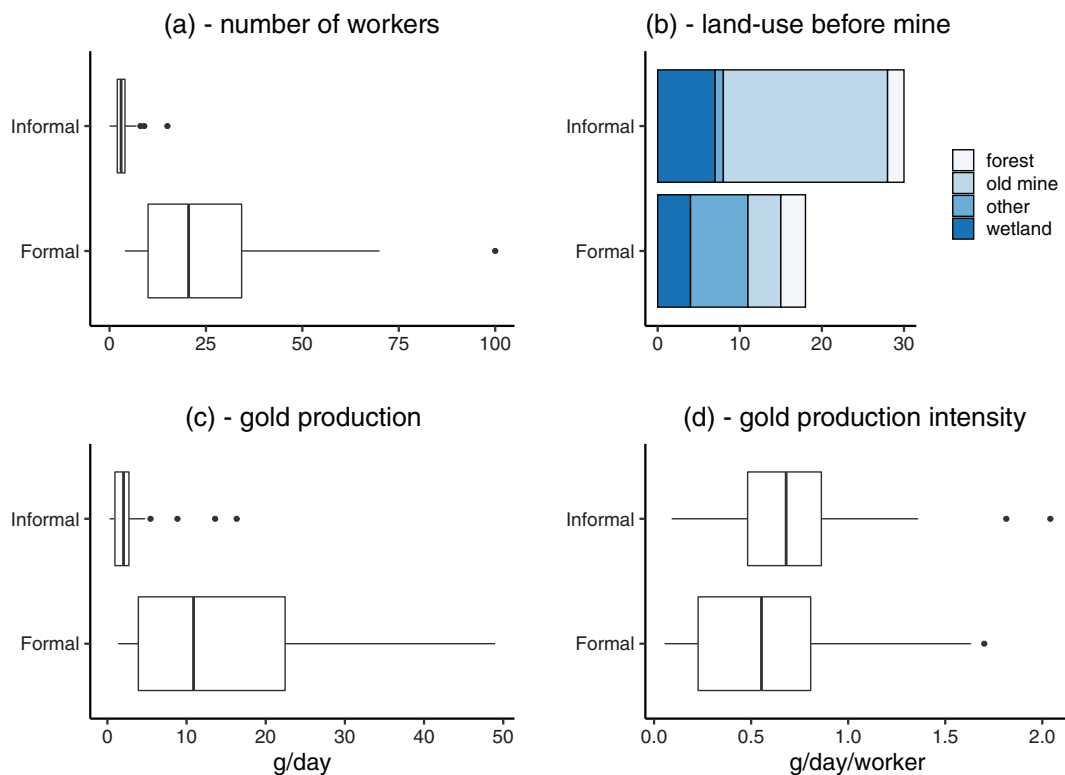 (a) - number of workers
Informal
Formal
0 25 50 75 100
(b) - land-use before mine
Informal
Formal
0 10 20 30
forest
old mine
other
wetland
(c) - gold production
Informal
Formal
0 10 20 30 40 50
g/day
(d) - gold production intensity
Informal
Formal
0.0 0.5 1.0 1.5 2.0
g/day/worker